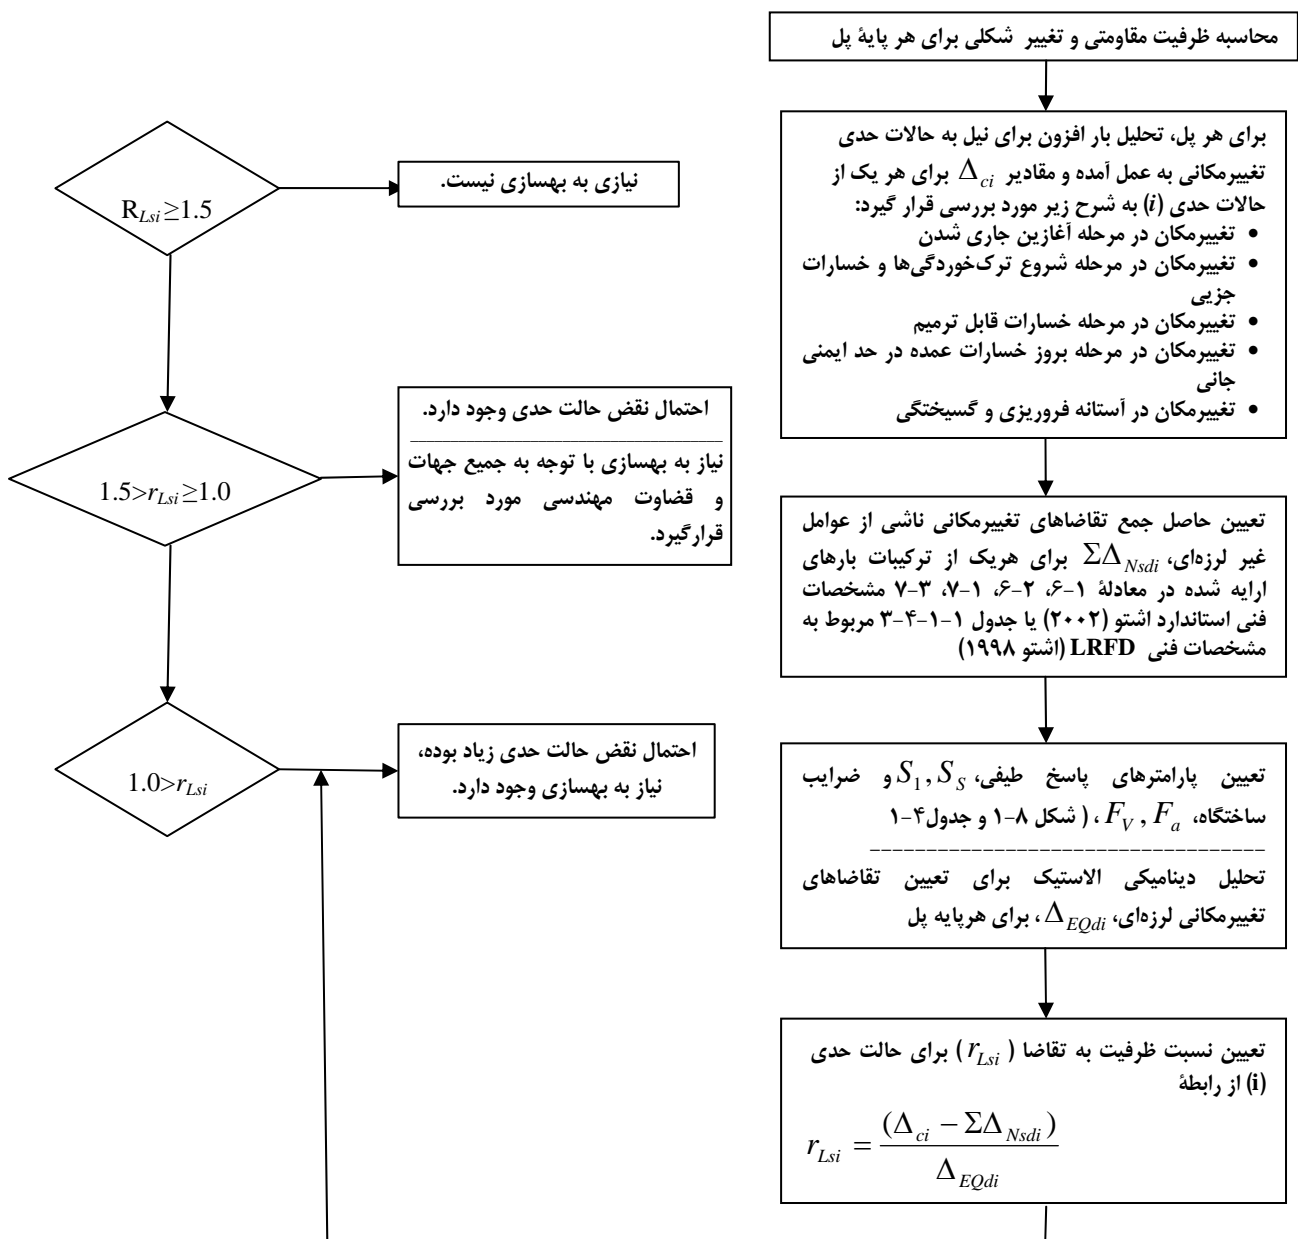 محاسبه ظرفیت مقاومتی و تغییر شکلی برای هر پایهٔ پل
برای هر پل، تحلیل بار افزون برای نیل به حالات حدی
تغییرمکانی به عمل آمده و مقادیر Δci برای هر یک از
حالات حدی (i) به شرح زیر مورد بررسی قرار گیرد:
• تغییرمکان در مرحله آغازین جاری شدن
• تغییرمکان در مرحله شروع ترک‌خوردگی‌ها و خسارات
جزیی
• تغییرمکان در مرحله خسارات قابل ترمیم
• تغییرمکان در مرحله بروز خسارات عمده در حد ایمنی
جانی
• تغییرمکان در آستانه فروریزی و گسیختگی
تعیین حاصل جمع تقاضاهای تغییرمکانی ناشی از عوامل
غیر لرزه‌ای، ΣΔNsdi برای هریک از ترکیبات بارهای
ارایه شده در معادلهٔ ۱-۶، ۲-۶، ۱-۷، ۳-۷ مشخصات
فنی استاندارد اشتو (۲۰۰۲) یا جدول ۱-۱-۴-۳ مربوط به
مشخصات فنی LRFD (اشتو ۱۹۹۸)
تعیین پارامترهای پاسخ طیفی، S1, SS و ضرایب
ساختگاه، FV, Fa، ( شکل ۸-۱ و جدول۴-۱
-----------------------------------
تحلیل دینامیکی الاستیک برای تعیین تقاضاهای
تغییرمکانی لرزه‌ای، ΔEQdi، برای هرپایه پل
تعیین نسبت ظرفیت به تقاضا ( rLsi ) برای حالت حدی
(i) از رابطهٔ
rLsi = (Δci − ΣΔNsdi) / ΔEQdi
RLsi≥1.5
نیازی به بهسازی نیست.
1.5>rLsi≥1.0
احتمال نقض حالت حدی وجود دارد.
نیاز به بهسازی با توجه به جمیع جهات
و قضاوت مهندسی مورد بررسی
قرارگیرد.
1.0>rLsi
احتمال نقض حالت حدی زیاد بوده،
نیاز به بهسازی وجود دارد.